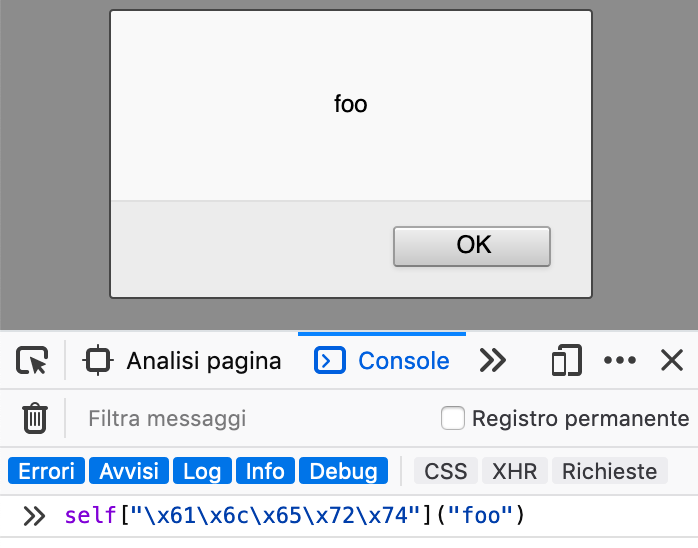 foo
OK
Analisi pagina Console
Filtra messaggi Registro permanente
Errori Avvisi Log Info Debug CSS XHR Richieste
self["\x61\x6c\x65\x72\x74"]("foo")